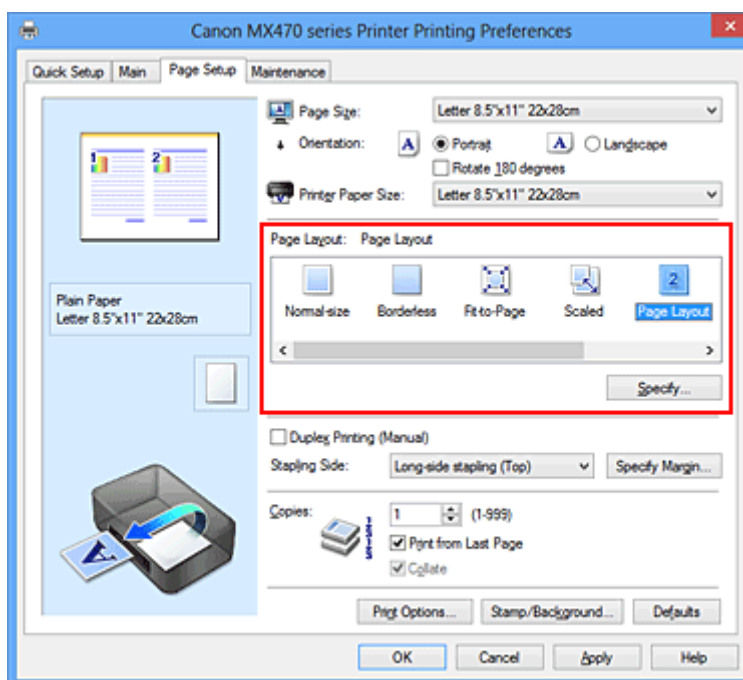 Canon MX470 series Printer Printing Preferences
Quick Setup Main Page Setup Maintenance
1 2
Plain Paper
Letter 8.5"x11" 22x28cm
Page Size: Letter 8.5"x11" 22x28cm
Orientation: A Portrait A Landscape
Rotate 180 degrees
Printer Paper Size: Letter 8.5"x11" 22x28cm
Page Layout: Page Layout
2
Normal-size Borderless Fit-to-Page Scaled Page Layout
Specify...
Duplex Printing (Manual)
Stapling Side: Long-side stapling (Top) Specify Margin...
Copies: 1 (1-999)
Print from Last Page
Collate
A
Print Options... Stamp/Background... Defaults
OK Cancel Apply Help